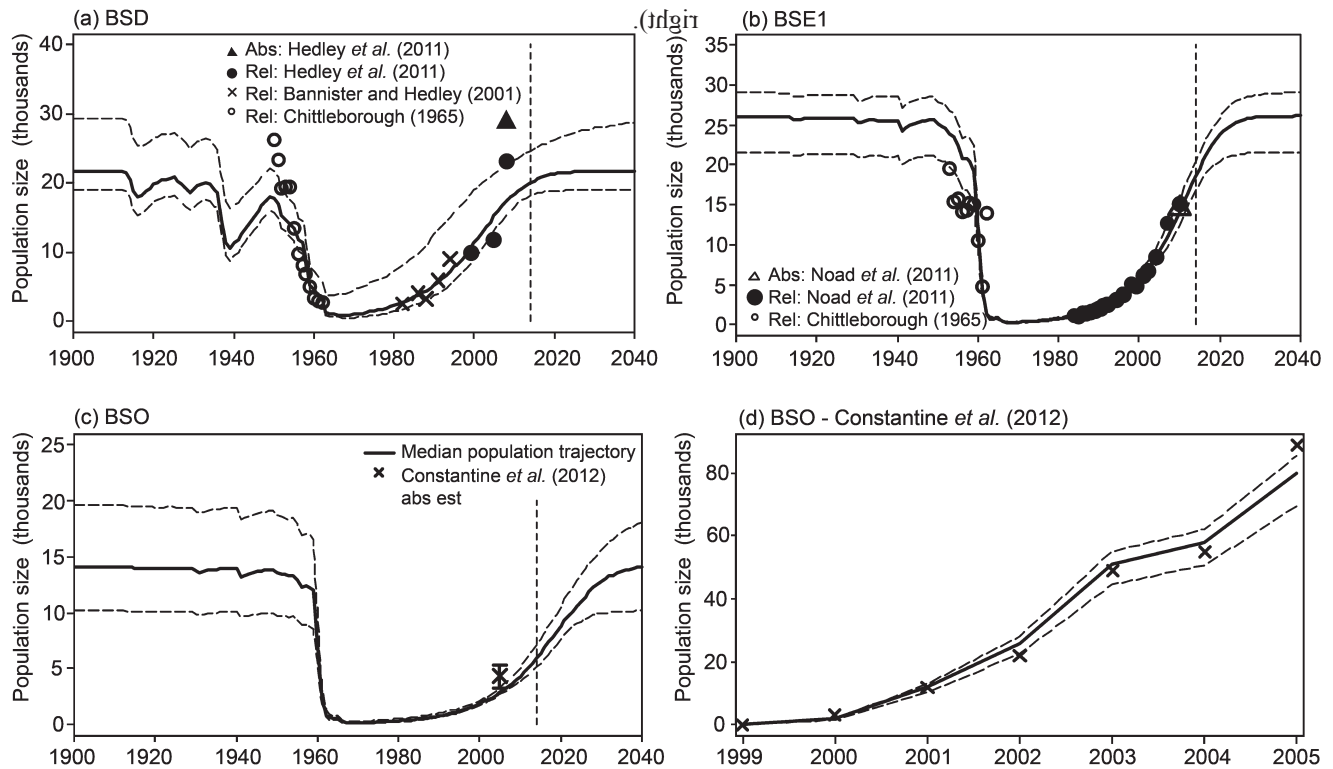 (a) BSD
right).
(b) BSE1
Population size (thousands)
40
30
20
10
0
▲ Abs: Hedley et al. (2011)
● Rel: Hedley et al. (2011)
× Rel: Bannister and Hedley (2001)
○ Rel: Chittleborough (1965)
1900 1920 1940 1960 1980 2000 2020 2040
Population size (thousands)
35
30
25
20
15
10
5
0
△ Abs: Noad et al. (2011)
● Rel: Noad et al. (2011)
○ Rel: Chittleborough (1965)
1900 1920 1940 1960 1980 2000 2020 2040
(c) BSO
Population size (thousands)
25
20
15
10
5
0
Median population trajectory
× Constantine et al. (2012)
abs est
1900 1920 1940 1960 1980 2000 2020 2040
(d) BSO - Constantine et al. (2012)
Population size (thousands)
80
60
40
20
0
1999 2000 2001 2002 2003 2004 2005